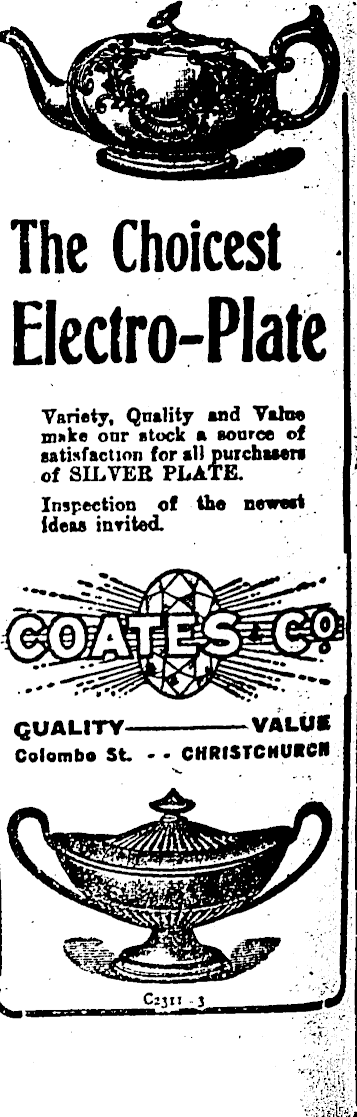 The Choicest
Electro-Plate
Variety, Quality and Value
make our stock a source of
satisfaction for all purchasers
of SILVER PLATE.
Inspection of the newest
ideas invited.
COATES & Co.
QUALITY———VALUE
Colombo St. - - CHRISTCHURCH
C2311 - 3